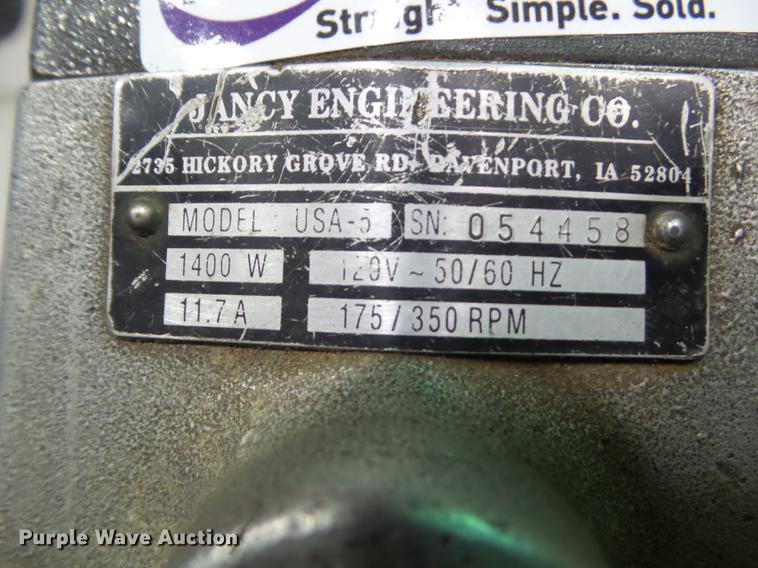 Simple. Sold.
JANCY ENGINEERING CO.
2735 HICKORY GROVE RD. DAVENPORT, IA 52804
MODEL : USA-5 SN: 054458
1400 W 120V ~ 50/60 HZ
11.7 A 175/350 RPM
Purple Wave Auction